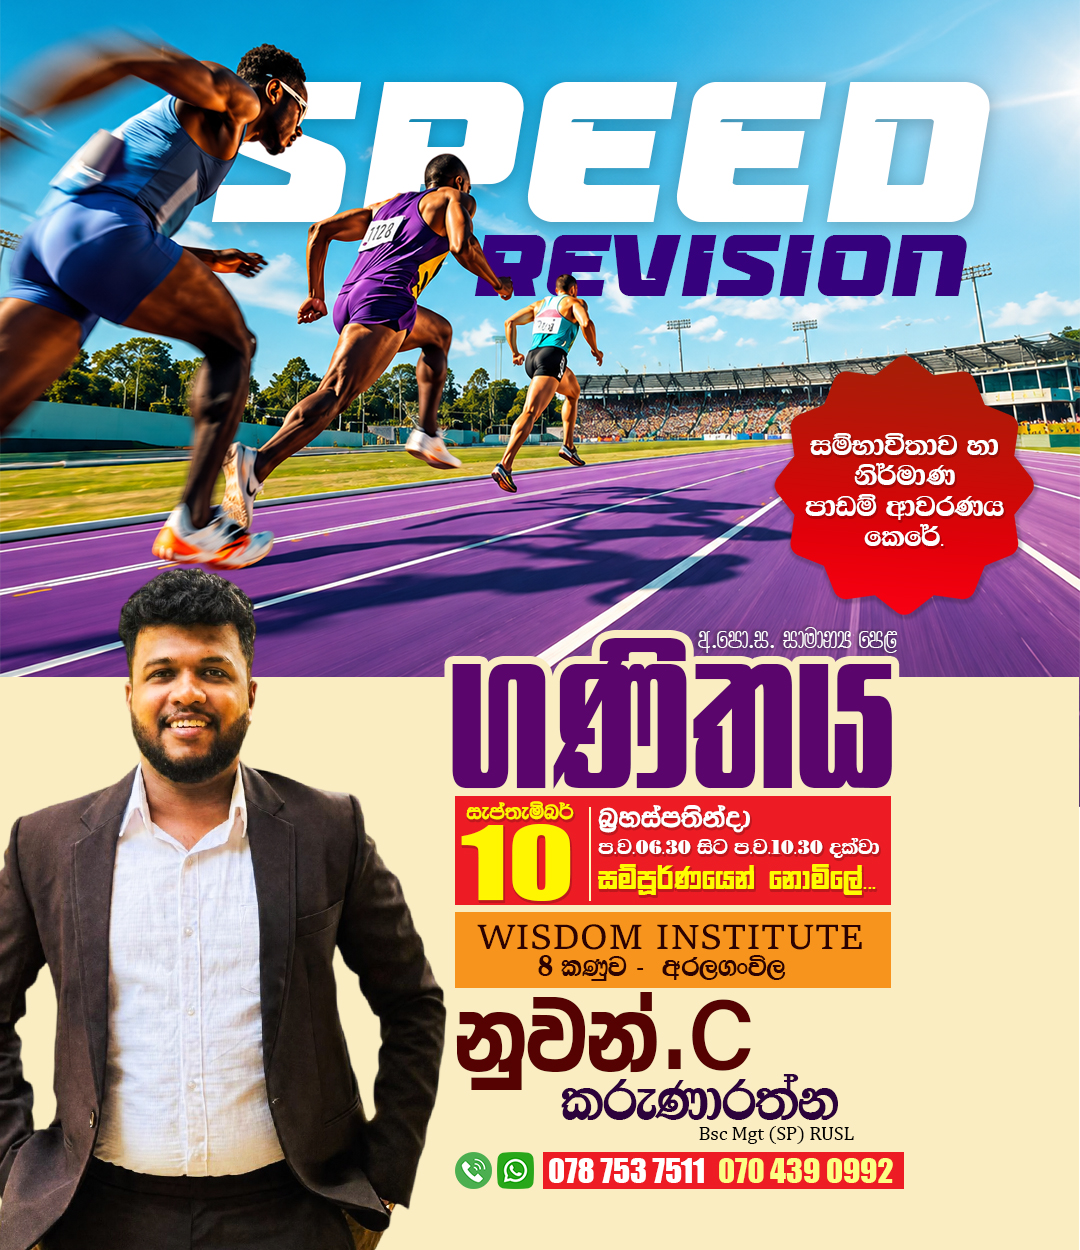 SPEED
REVISION
1128
සම්භාවිතාව හා
නිර්මාණ
පාඩම් ආවරණය
කෙරේ.
අ.පො.ස. සාමාන්‍ය පෙළ
ගණිතය
සැප්තැම්බර්
10
බ්‍රහස්පතින්දා
ප.ව.06.30 සිට ප.ව.10.30 දක්වා
සම්පූර්ණයෙන් නොමිලේ...
WISDOM INSTITUTE
8 කණුව - අරලගංවිල
නුවන්.C
කරුණාරත්න
Bsc Mgt (SP) RUSL
078 753 7511 070 439 0992